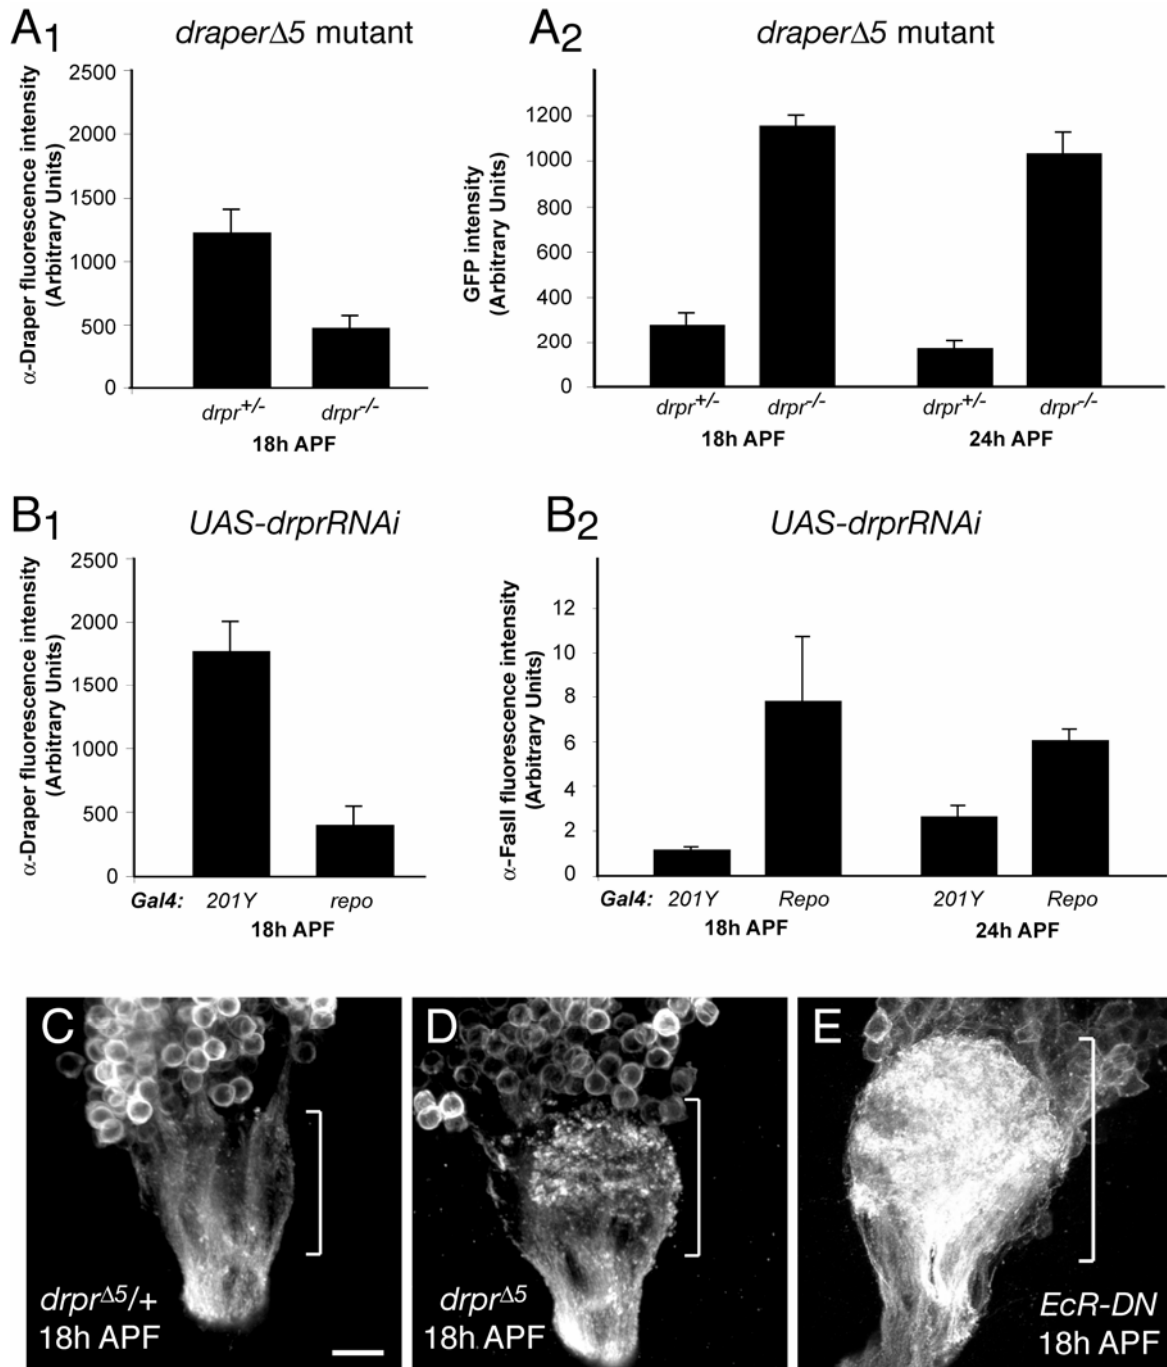 A1
draperΔ5 mutant
α-Draper fluorescence intensity
(Arbitrary Units)
2500
2000
1500
1000
500
0
drpr+/-
drpr-/-
18h APF
A2
draperΔ5 mutant
GFP intensity
(Arbitrary Units)
1200
1000
800
600
400
200
0
drpr+/-
drpr-/-
drpr+/-
drpr-/-
18h APF
24h APF
B1
UAS-drprRNAi
α-Draper fluorescence intensity
(Arbitrary Units)
2500
2000
1500
1000
500
0
Gal4: 201Y repo
18h APF
B2
UAS-drprRNAi
α-FasII fluorescence intensity
(Arbitrary Units)
12
10
8
6
4
2
0
Gal4: 201Y Repo 201Y Repo
18h APF
24h APF
C
drprΔ5/+
18h APF
D
drprΔ5
18h APF
E
EcR-DN
18h APF